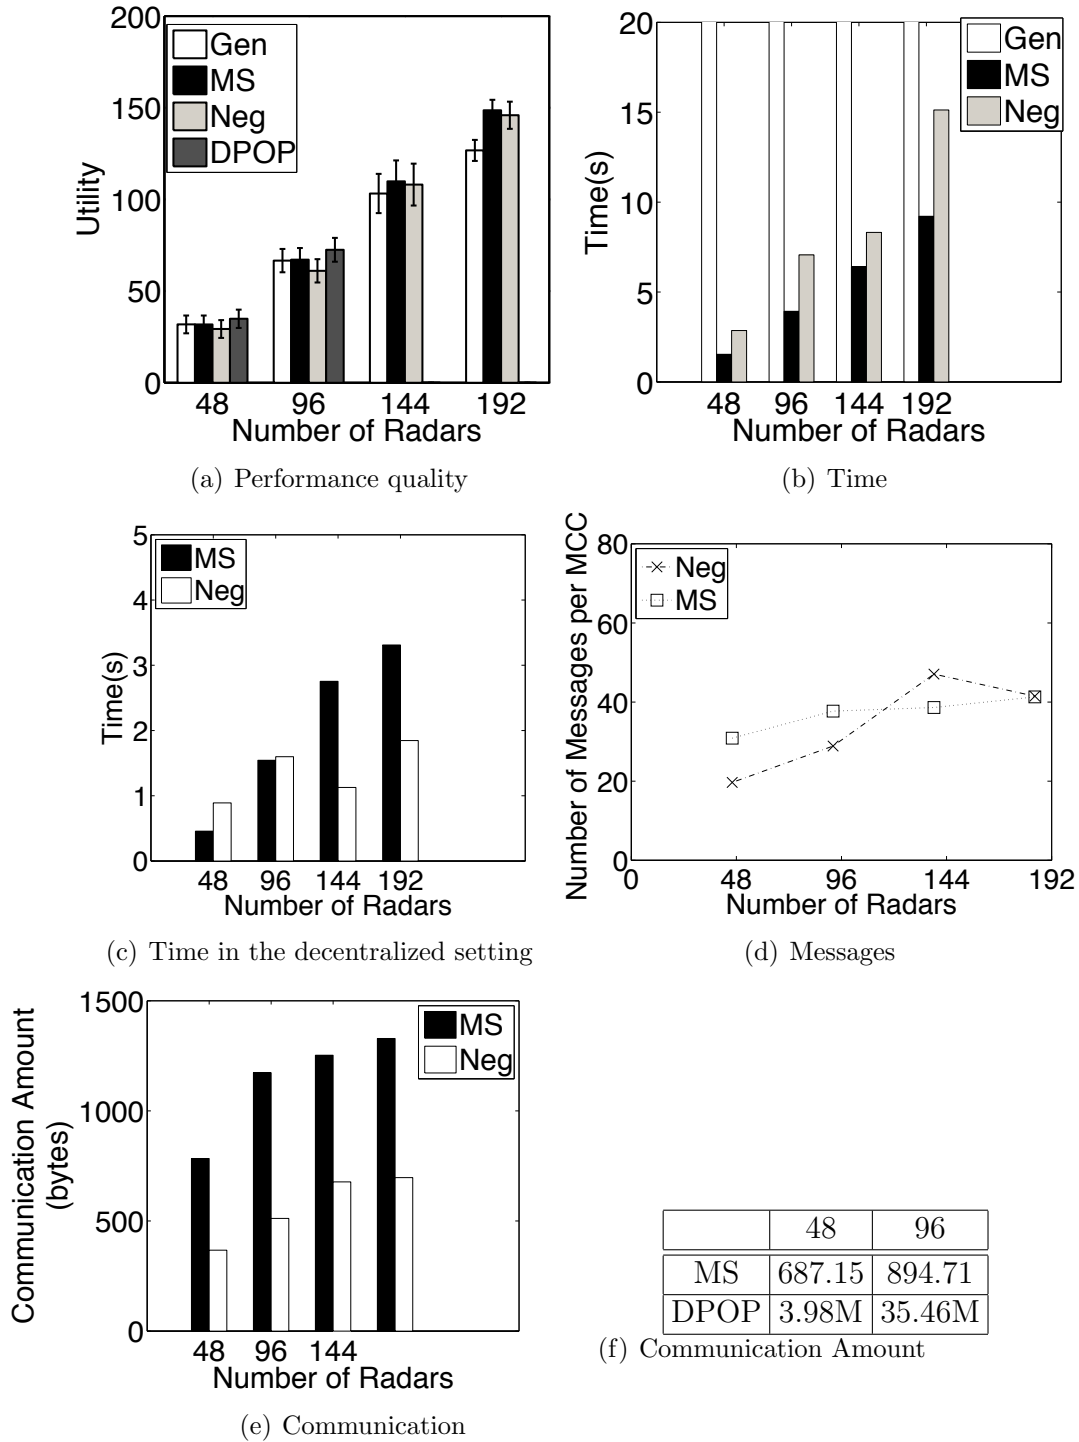 200
150
100
50
0
Utility
Gen
MS
Neg
DPOP
48 96 144 192
Number of Radars
(a) Performance quality
20
15
10
5
0
Time(s)
Gen
MS
Neg
48 96 144 192
Number of Radars
(b) Time
5
4
3
2
1
0
Time(s)
MS
Neg
48 96 144 192
Number of Radars
(c) Time in the decentralized setting
80
60
40
20
0
Number of Messages per MCC
Neg
MS
0 48 96 144 192
Number of Radars
(d) Messages
1500
1000
500
0
Communication Amount
(bytes)
MS
Neg
48 96 144
Number of Radars
(e) Communication
48 96
MS 687.15 894.71
DPOP 3.98M 35.46M
(f) Communication Amount